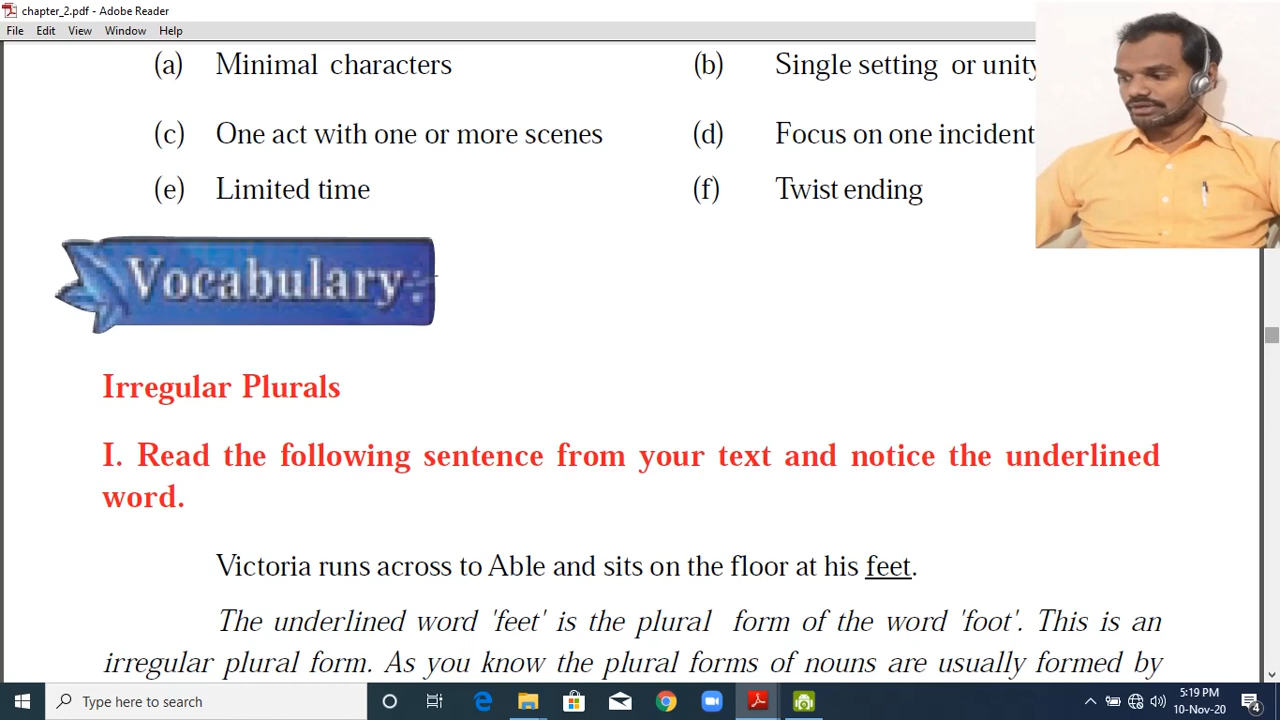 chapter_2.pdf - Adobe Reader
File Edit View Window Help
(a) Minimal characters (b) Single setting or unity
(c) One act with one or more scenes (d) Focus on one incident
(e) Limited time (f) Twist ending
Vocabulary:
Irregular Plurals
I. Read the following sentence from your text and notice the underlined
word.
Victoria runs across to Able and sits on the floor at his feet.
The underlined word 'feet' is the plural form of the word 'foot'. This is an
irregular plural form. As you know the plural forms of nouns are usually formed by
Type here to search
5:19 PM
10-Nov-20
4